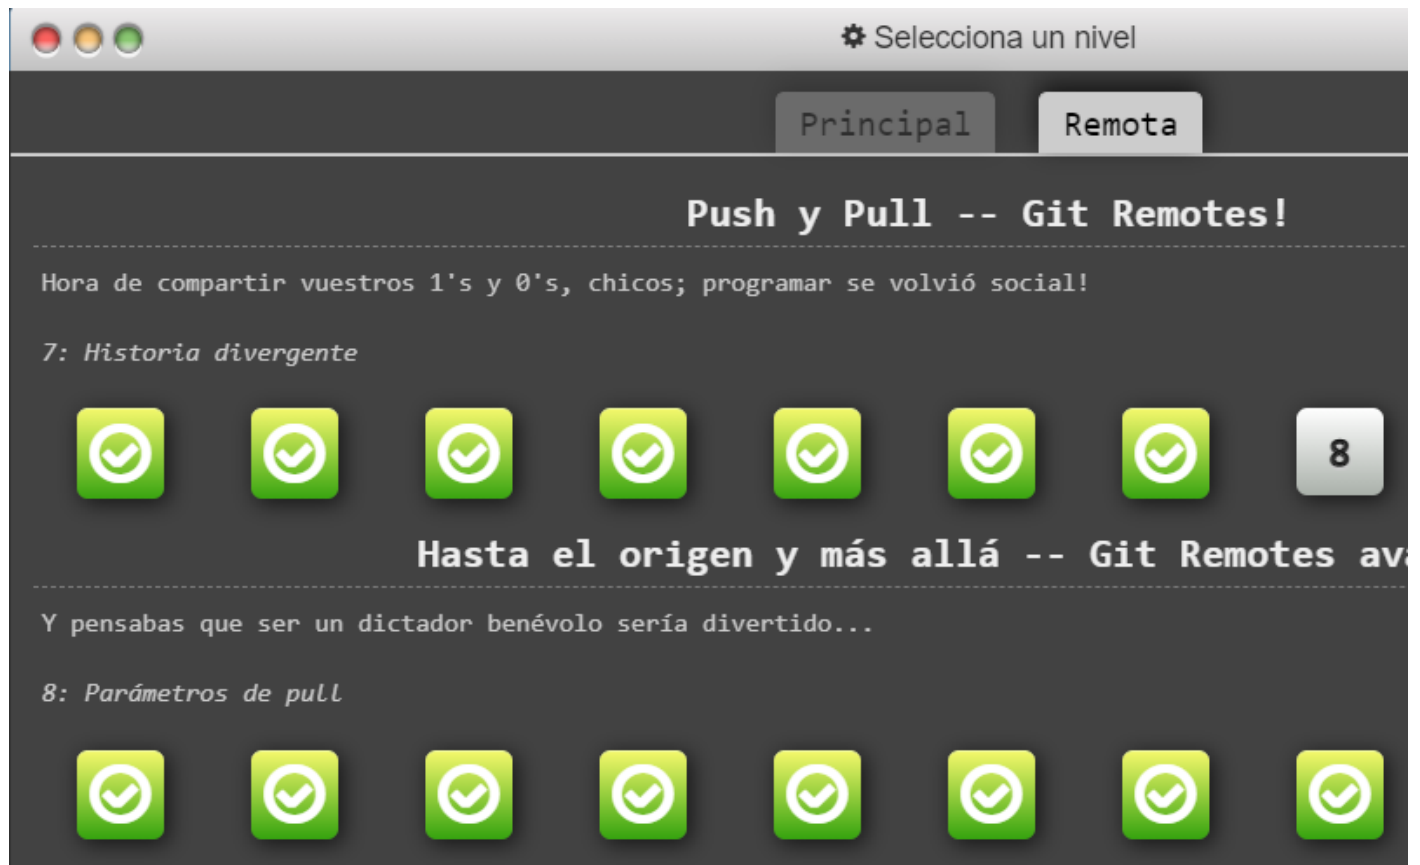 Selecciona un nivel
Principal Remota
Push y Pull -- Git Remotes!
Hora de compartir vuestros 1's y 0's, chicos; programar se volvió social!
7: Historia divergente
8
Hasta el origen y más allá -- Git Remotes ava
Y pensabas que ser un dictador benévolo sería divertido...
8: Parámetros de pull